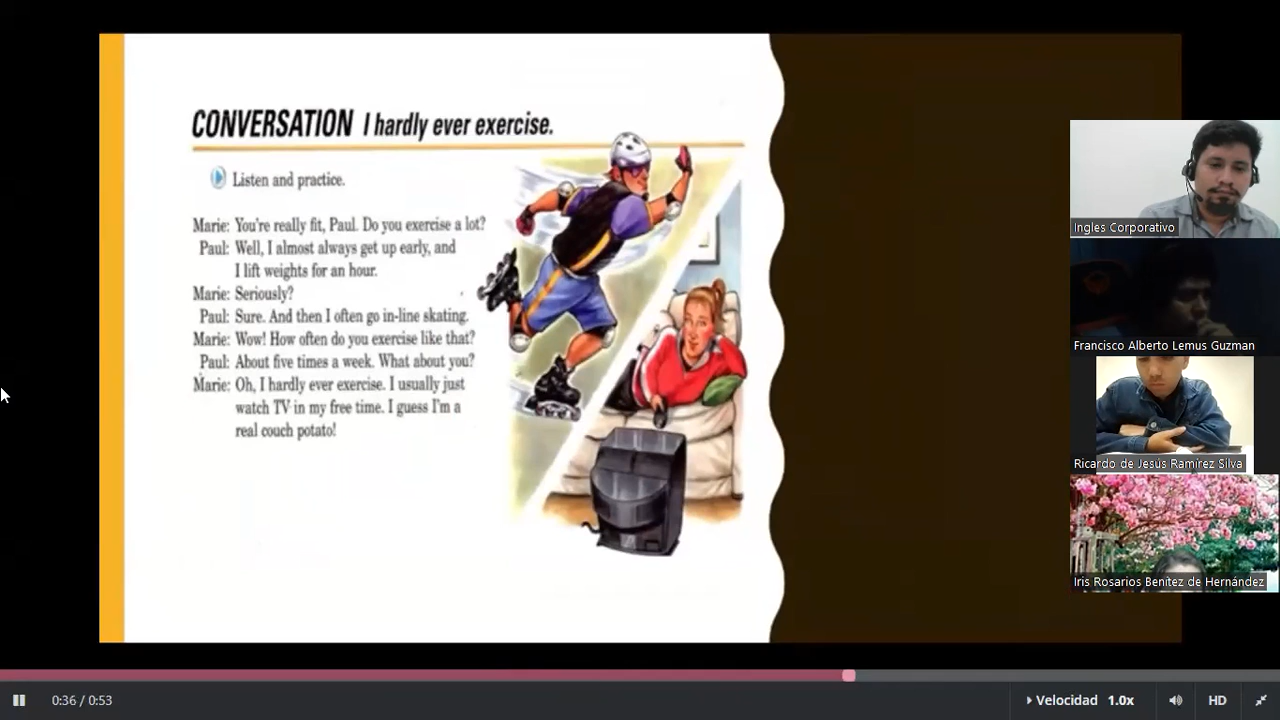 CONVERSATION I hardly ever exercise.
Listen and practice.
Marie: You're really fit, Paul. Do you exercise a lot?
Paul: Well, I almost always get up early, and
I lift weights for an hour.
Marie: Seriously?
Paul: Sure. And then I often go in-line skating.
Marie: Wow! How often do you exercise like that?
Paul: About five times a week. What about you?
Marie: Oh, I hardly ever exercise. I usually just
watch TV in my free time. I guess I'm a
real couch potato!
Ingles Corporativo
Francisco Alberto Lemus Guzman
Ricardo de Jesús Ramírez Silva
Iris Rosarios Benítez de Hernández
0:36 / 0:53
Velocidad 1.0x
HD